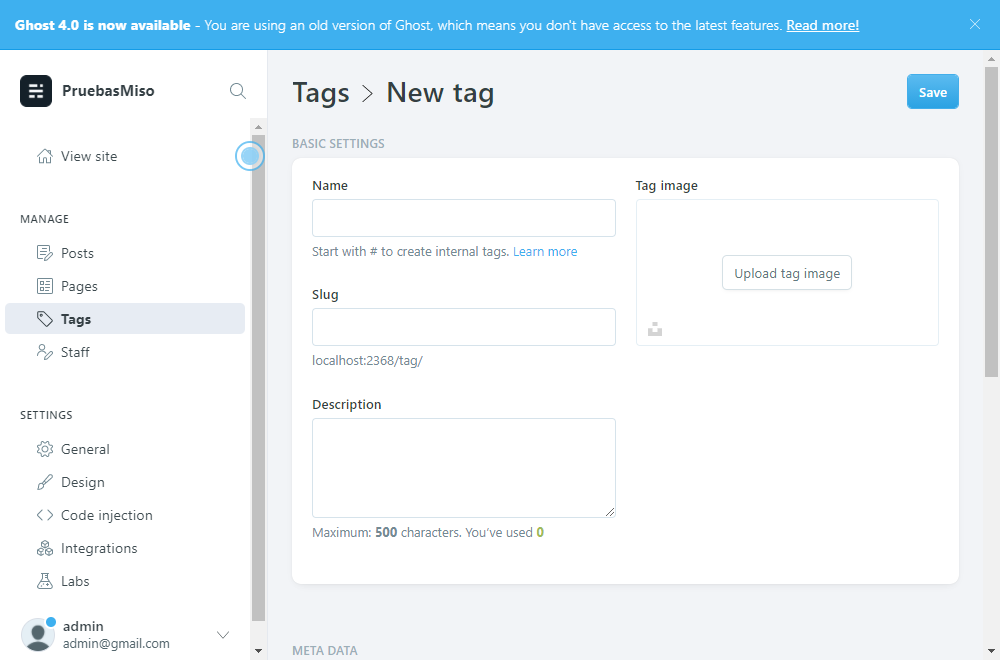 Ghost 4.0 is now available - You are using an old version of Ghost, which means you don't have access to the latest features. Read more!
PruebasMiso
View site
MANAGE
Posts
Pages
Tags
Staff
SETTINGS
General
Design
Code injection
Integrations
Labs
admin
admin@gmail.com
Tags > New tag
Save
BASIC SETTINGS
Name
Start with # to create internal tags. Learn more
Slug
localhost:2368/tag/
Description
Maximum: 500 characters. You’ve used 0
Tag image
Upload tag image
META DATA